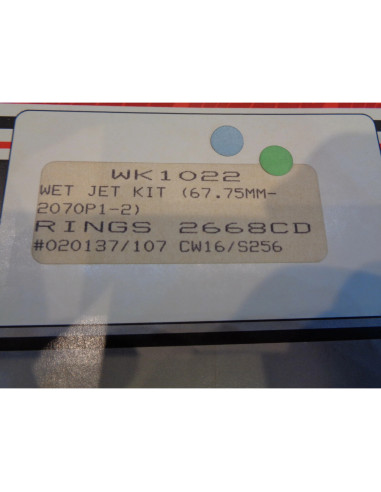 WK1022
WET JET KIT (67.75MM-
2070P1-2)
RINGS 2668CD
#020137/107 CW16/S256